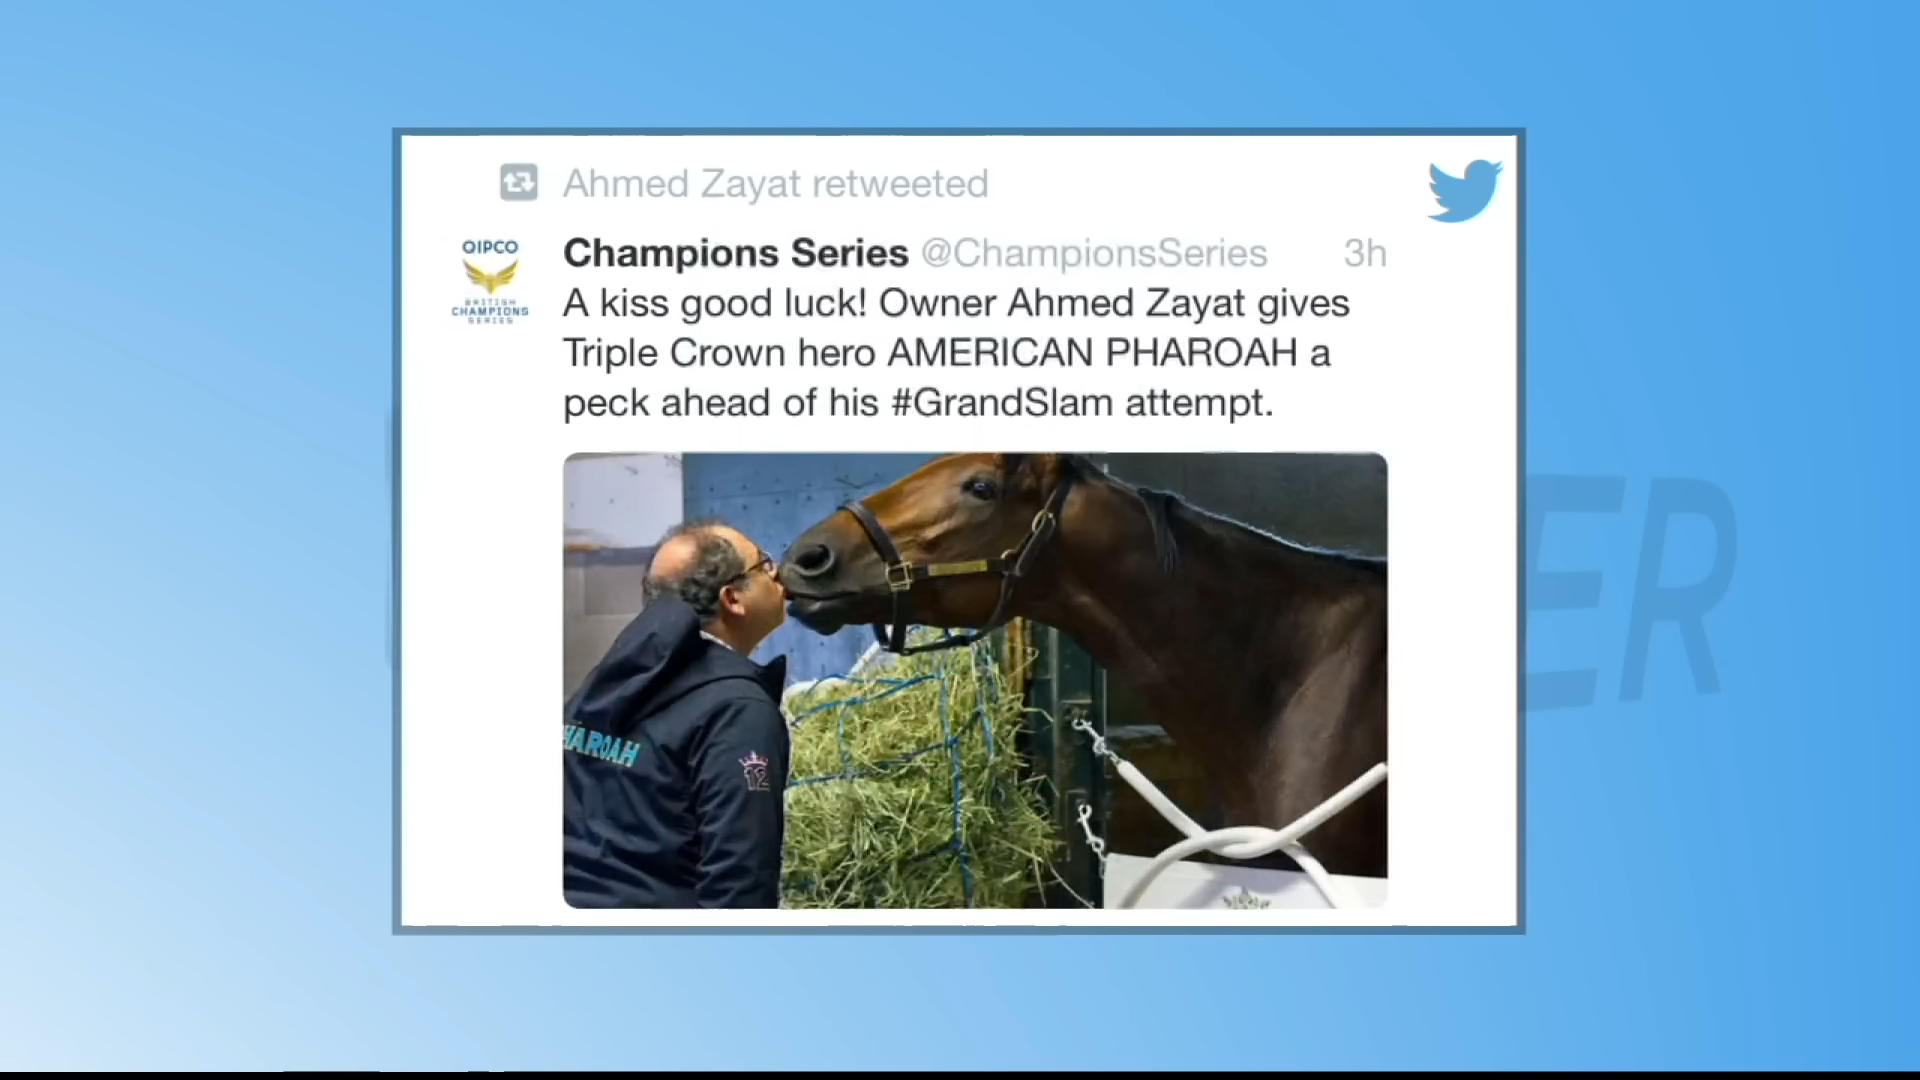 Ahmed Zayat retweeted
QIPCO
BRITISH
CHAMPIONS
SERIES
Champions Series @ChampionsSeries 3h
A kiss good luck! Owner Ahmed Zayat gives
Triple Crown hero AMERICAN PHAROAH a
peck ahead of his #GrandSlam attempt.
HAROAH
12
ER